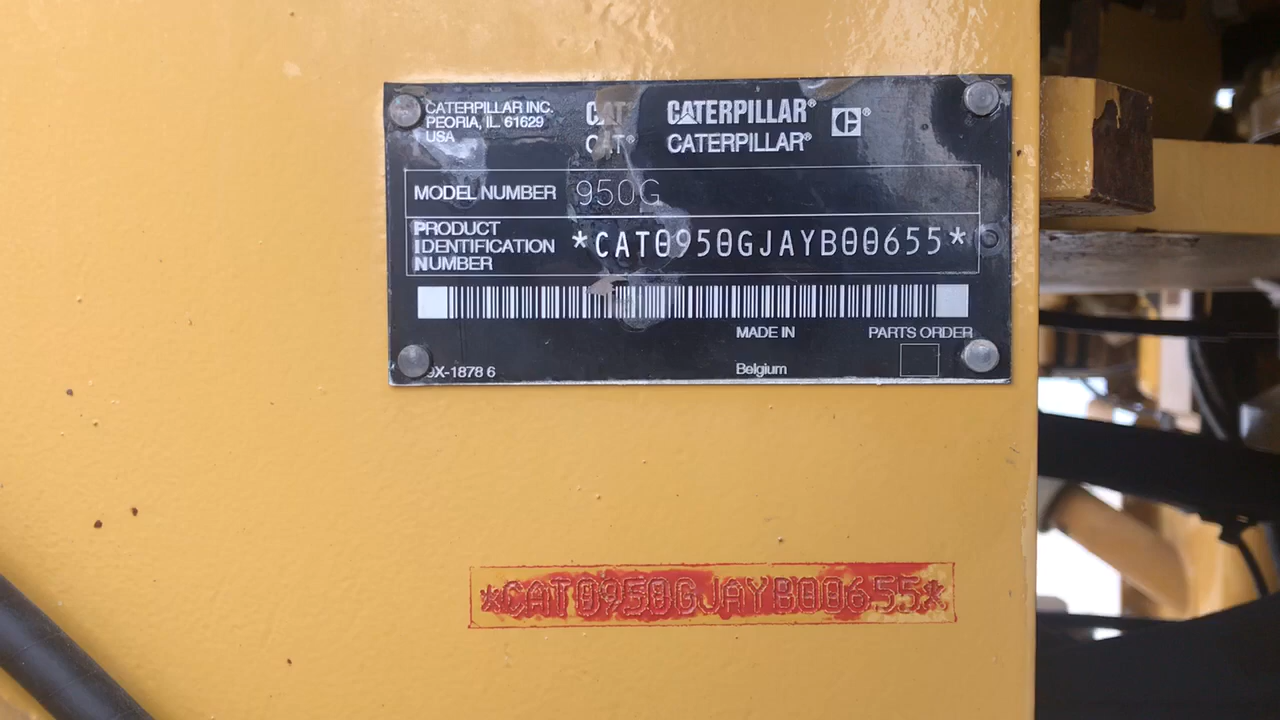 CATERPILLAR INC.
PEORIA, IL 61629
USA
CAT® CATERPILLAR® ®
CAT® CATERPILLAR®
MODEL NUMBER 950G
PRODUCT IDENTIFICATION NUMBER *CAT0950GJAYB00655*
MADE IN PARTS ORDER
9X-1878 6 Belgium
*CAT0950GJAYB00655*